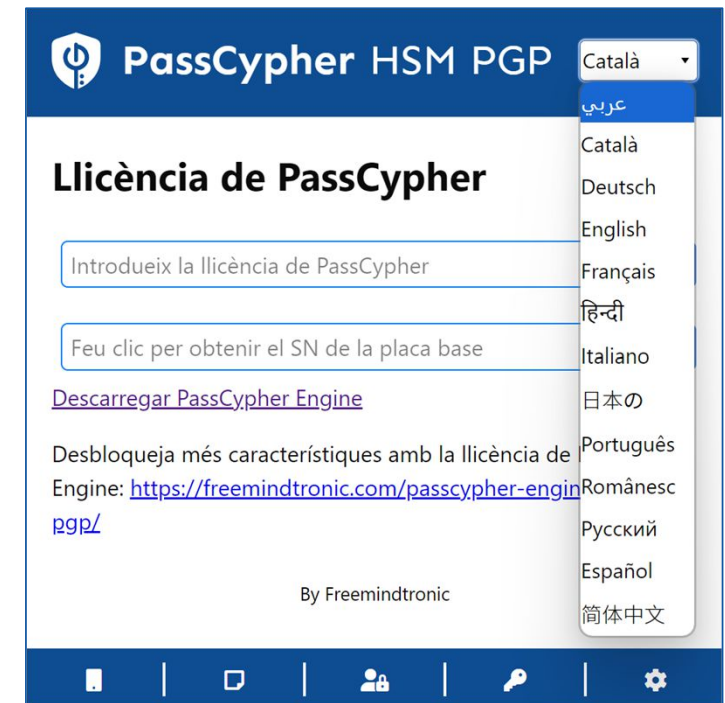 PassCypher HSM PGP
Català
عربي
Català
Deutsch
English
Français
हिन्दी
Italiano
日本の
Português
Românesc
Русский
Español
简体中文
Llicència de PassCypher
Introdueix la llicència de PassCypher
Feu clic per obtenir el SN de la placa base
Descarregar PassCypher Engine
Desbloqueja més característiques amb la llicència de
Engine: https://freemindtronic.com/passcypher-engin
pgp/
By Freemindtronic